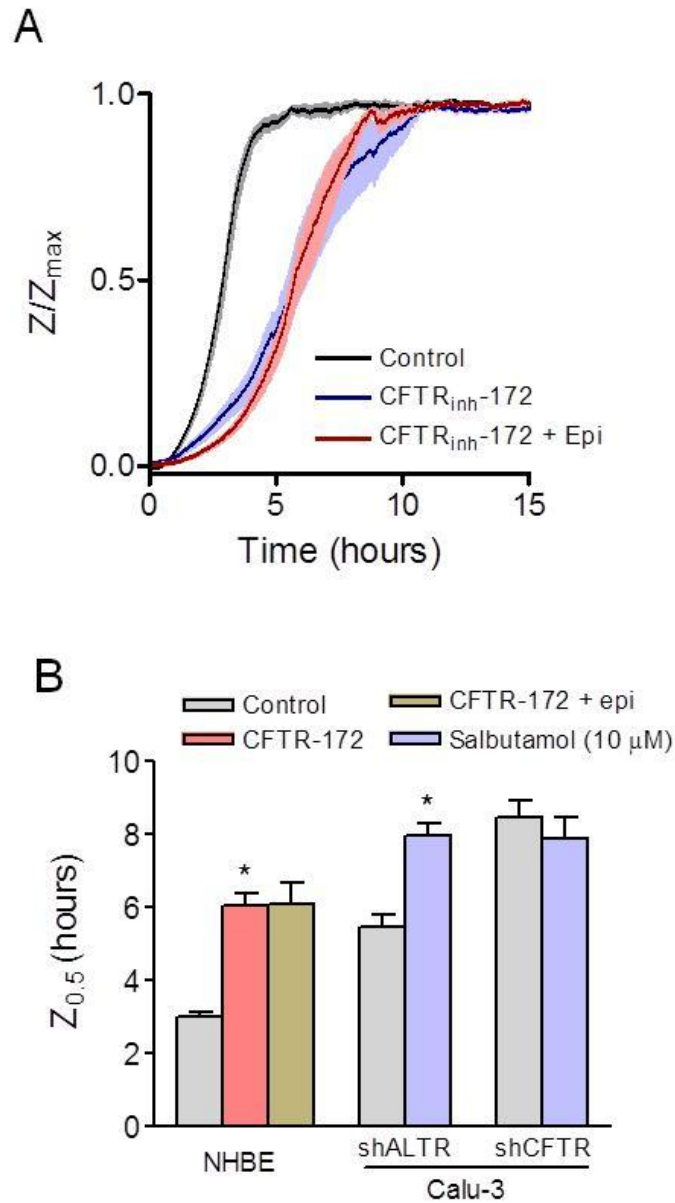 A
1.0
0.5
0.0
Z/Zmax
Control
CFTRinh-172
CFTRinh-172 + Epi
0 5 10 15
Time (hours)
B
Control CFTR-172 + epi
CFTR-172 Salbutamol (10 μM)
10
8
6
4
2
0
Z0.5 (hours)
* *
NHBE shALTR shCFTR
Calu-3